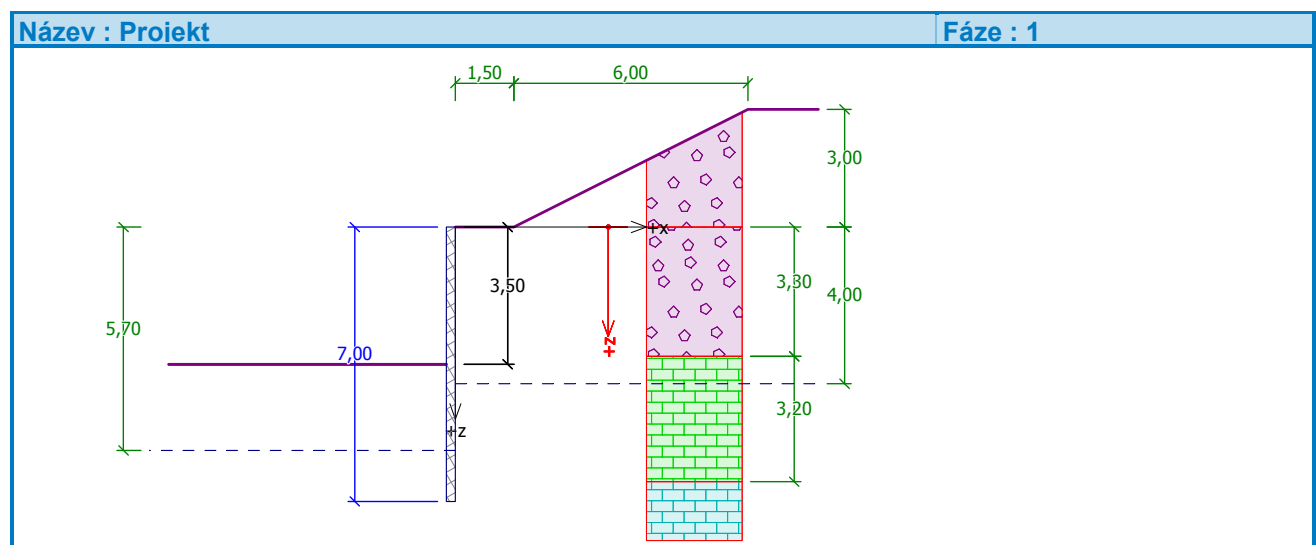 Název : Projekt
Fáze : 1
1,50
6,00
3,00
+x
3,50
3,30
4,00
5,70
+z
7,00
3,20
+z